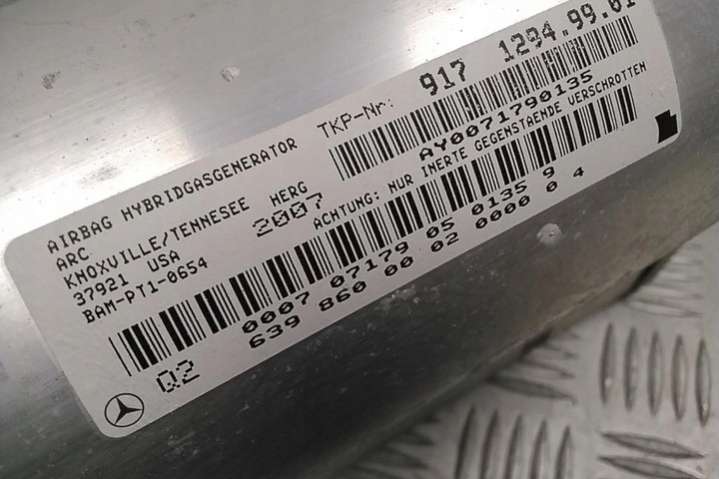 AIRBAG HYBRIDGASGENERATOR
ARC
KNOXVILLE/TENNESEE HERG
37921 USA 2007
BAM-PT1-0654
TKP-Nr: 917 1294.99.01
AY0071790135
ACHTUNG: NUR INERTE GEGENSTAENDE VERSCHROTTEN
0007 07179 05 0135 9
639 860 00 02 0000 0 4
Q2